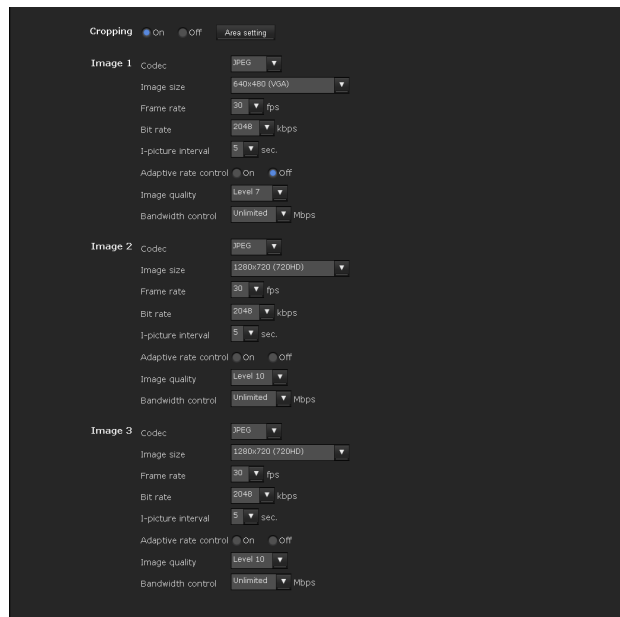 Cropping On Off Area setting
Image 1 Codec JPEG
Image size 640x480 (VGA)
Frame rate 30 fps
Bit rate 2048 kbps
I-picture interval 5 sec.
Adaptive rate control On Off
Image quality Level 7
Bandwidth control Unlimited Mbps
Image 2 Codec JPEG
Image size 1280x720 (720HD)
Frame rate 30 fps
Bit rate 2048 kbps
I-picture interval 5 sec.
Adaptive rate control On Off
Image quality Level 10
Bandwidth control Unlimited Mbps
Image 3 Codec JPEG
Image size 1280x720 (720HD)
Frame rate 30 fps
Bit rate 2048 kbps
I-picture interval 5 sec.
Adaptive rate control On Off
Image quality Level 10
Bandwidth control Unlimited Mbps